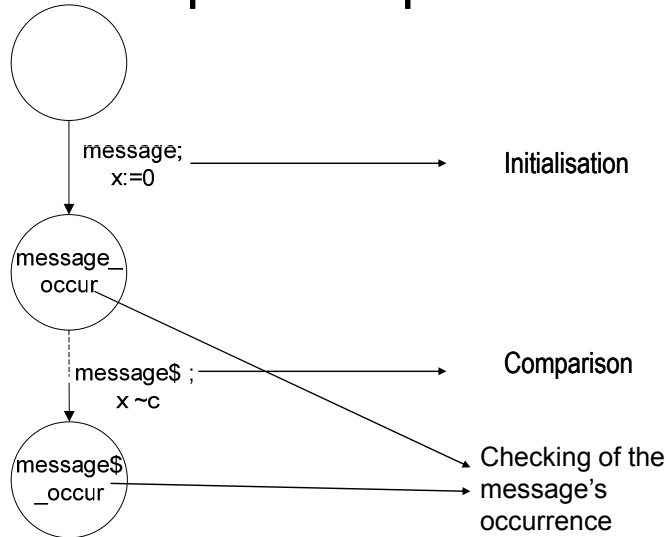 message;
x:=0
Initialisation
message_
occur
message$ ;
x ~c
Comparison
message$
_occur
Checking of the
message's
occurrence